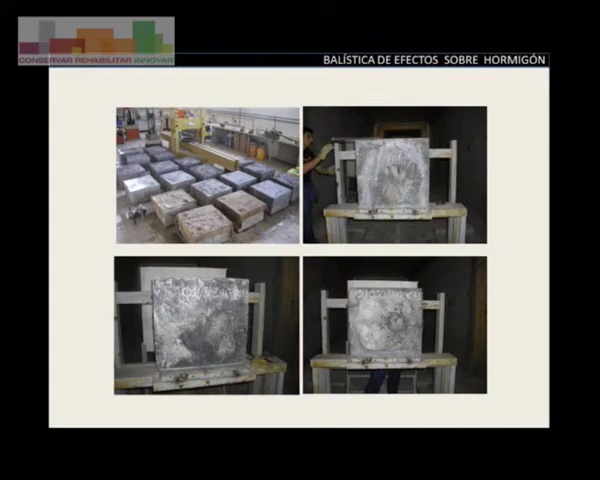 CONSERVAR REHABILITAR INNOVAR
BALÍSTICA DE EFECTOS SOBRE HORMIGÓN